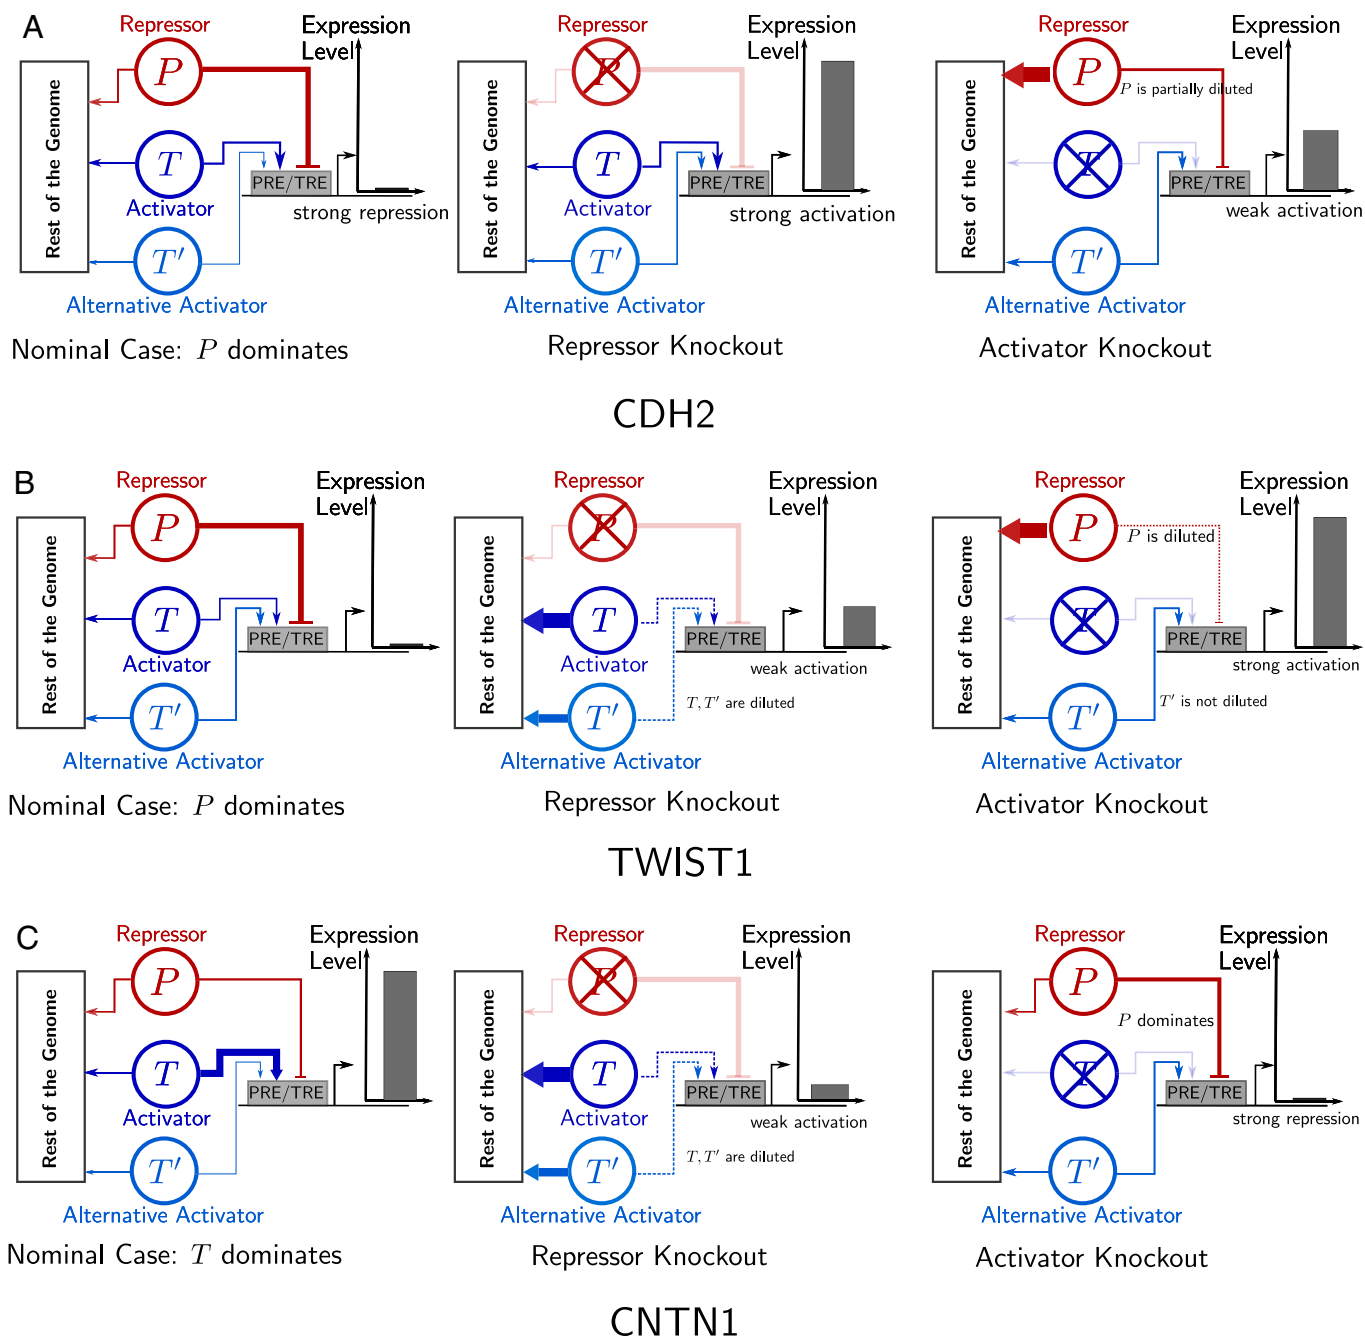 A
Repressor
P
Expression
Level
Rest of the Genome
T
Activator
PRE/TRE
strong repression
T′
Alternative Activator
Nominal Case: P dominates
Repressor
P
Expression
Level
Rest of the Genome
T
Activator
PRE/TRE
strong activation
T′
Alternative Activator
Repressor Knockout
Repressor
P
Expression
Level
P is partially diluted
Rest of the Genome
T
PRE/TRE
weak activation
T′
Alternative Activator
Activator Knockout
CDH2
B
Repressor
P
Expression
Level
Rest of the Genome
T
Activator
PRE/TRE
T′
Alternative Activator
Nominal Case: P dominates
Repressor
P
Expression
Level
Rest of the Genome
T
Activator
PRE/TRE
weak activation
T, T′ are diluted
T′
Alternative Activator
Repressor Knockout
Repressor
P
Expression
Level
P is diluted
Rest of the Genome
T
PRE/TRE
strong activation
T′ is not diluted
T′
Alternative Activator
Activator Knockout
TWIST1
C
Repressor
P
Expression
Level
Rest of the Genome
T
Activator
PRE/TRE
T′
Alternative Activator
Nominal Case: T dominates
Repressor
P
Expression
Level
Rest of the Genome
T
Activator
PRE/TRE
weak activation
T, T′ are diluted
T′
Alternative Activator
Repressor Knockout
Repressor
P
Expression
Level
P dominates
Rest of the Genome
T
PRE/TRE
strong repression
T′
Alternative Activator
Activator Knockout
CNTN1